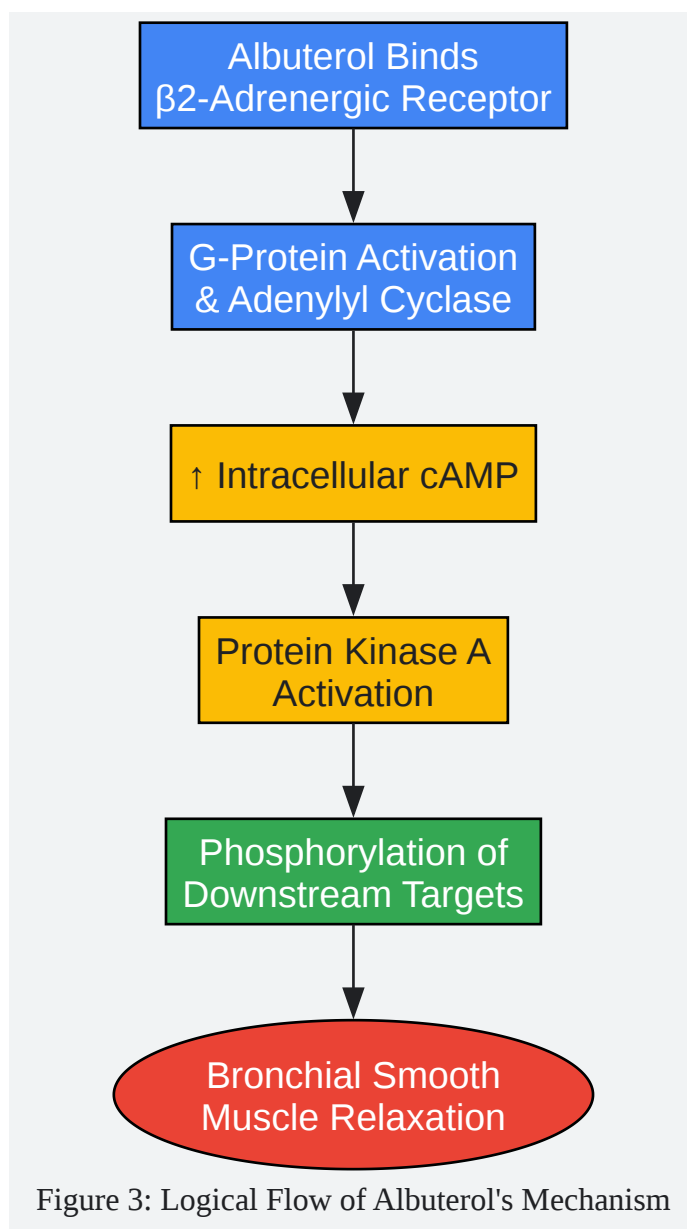 Albuterol Binds
β2-Adrenergic Receptor
G-Protein Activation
& Adenylyl Cyclase
↑ Intracellular cAMP
Protein Kinase A
Activation
Phosphorylation of
Downstream Targets
Bronchial Smooth
Muscle Relaxation
Figure 3: Logical Flow of Albuterol's Mechanism